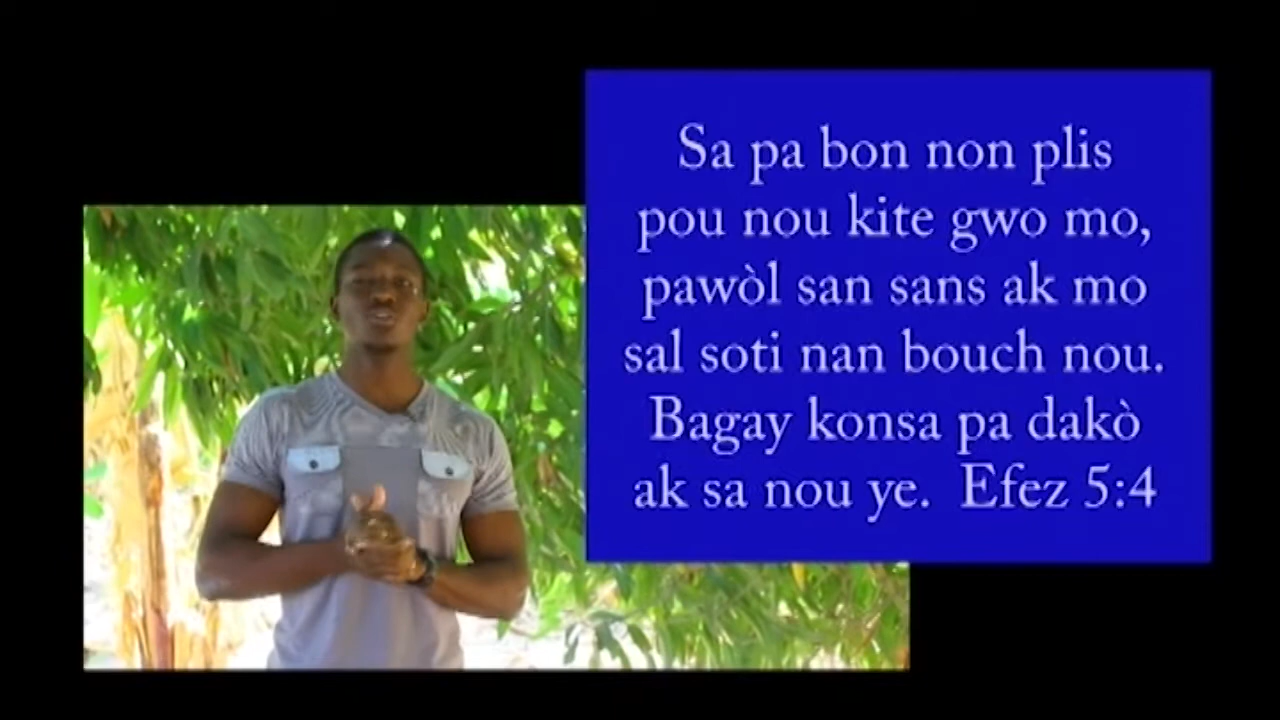 Sa pa bon non plis
pou nou kite gwo mo,
pawòl san sans ak mo
sal soti nan bouch nou.
Bagay konsa pa dakò
ak sa nou ye.  Efez 5:4